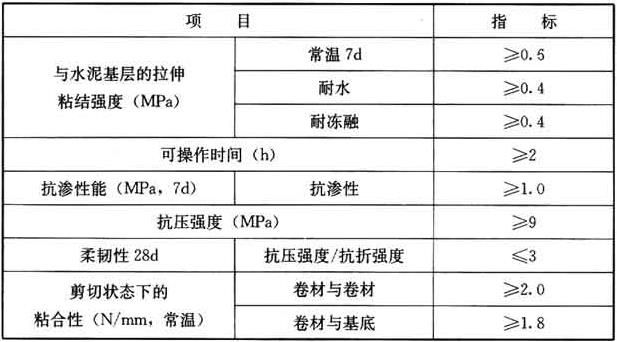 项 目 指 标
与水泥基层的拉伸
粘结强度（MPa）
常温 7d ≥0.6
耐水 ≥0.4
耐冻融 ≥0.4
可操作时间（h） ≥2
抗渗性能（MPa，7d） 抗渗性 ≥1.0
抗压强度（MPa） ≥9
柔韧性 28d 抗压强度/抗折强度 ≤3
剪切状态下的
粘合性（N/mm，常温）
卷材与卷材 ≥2.0
卷材与基底 ≥1.8